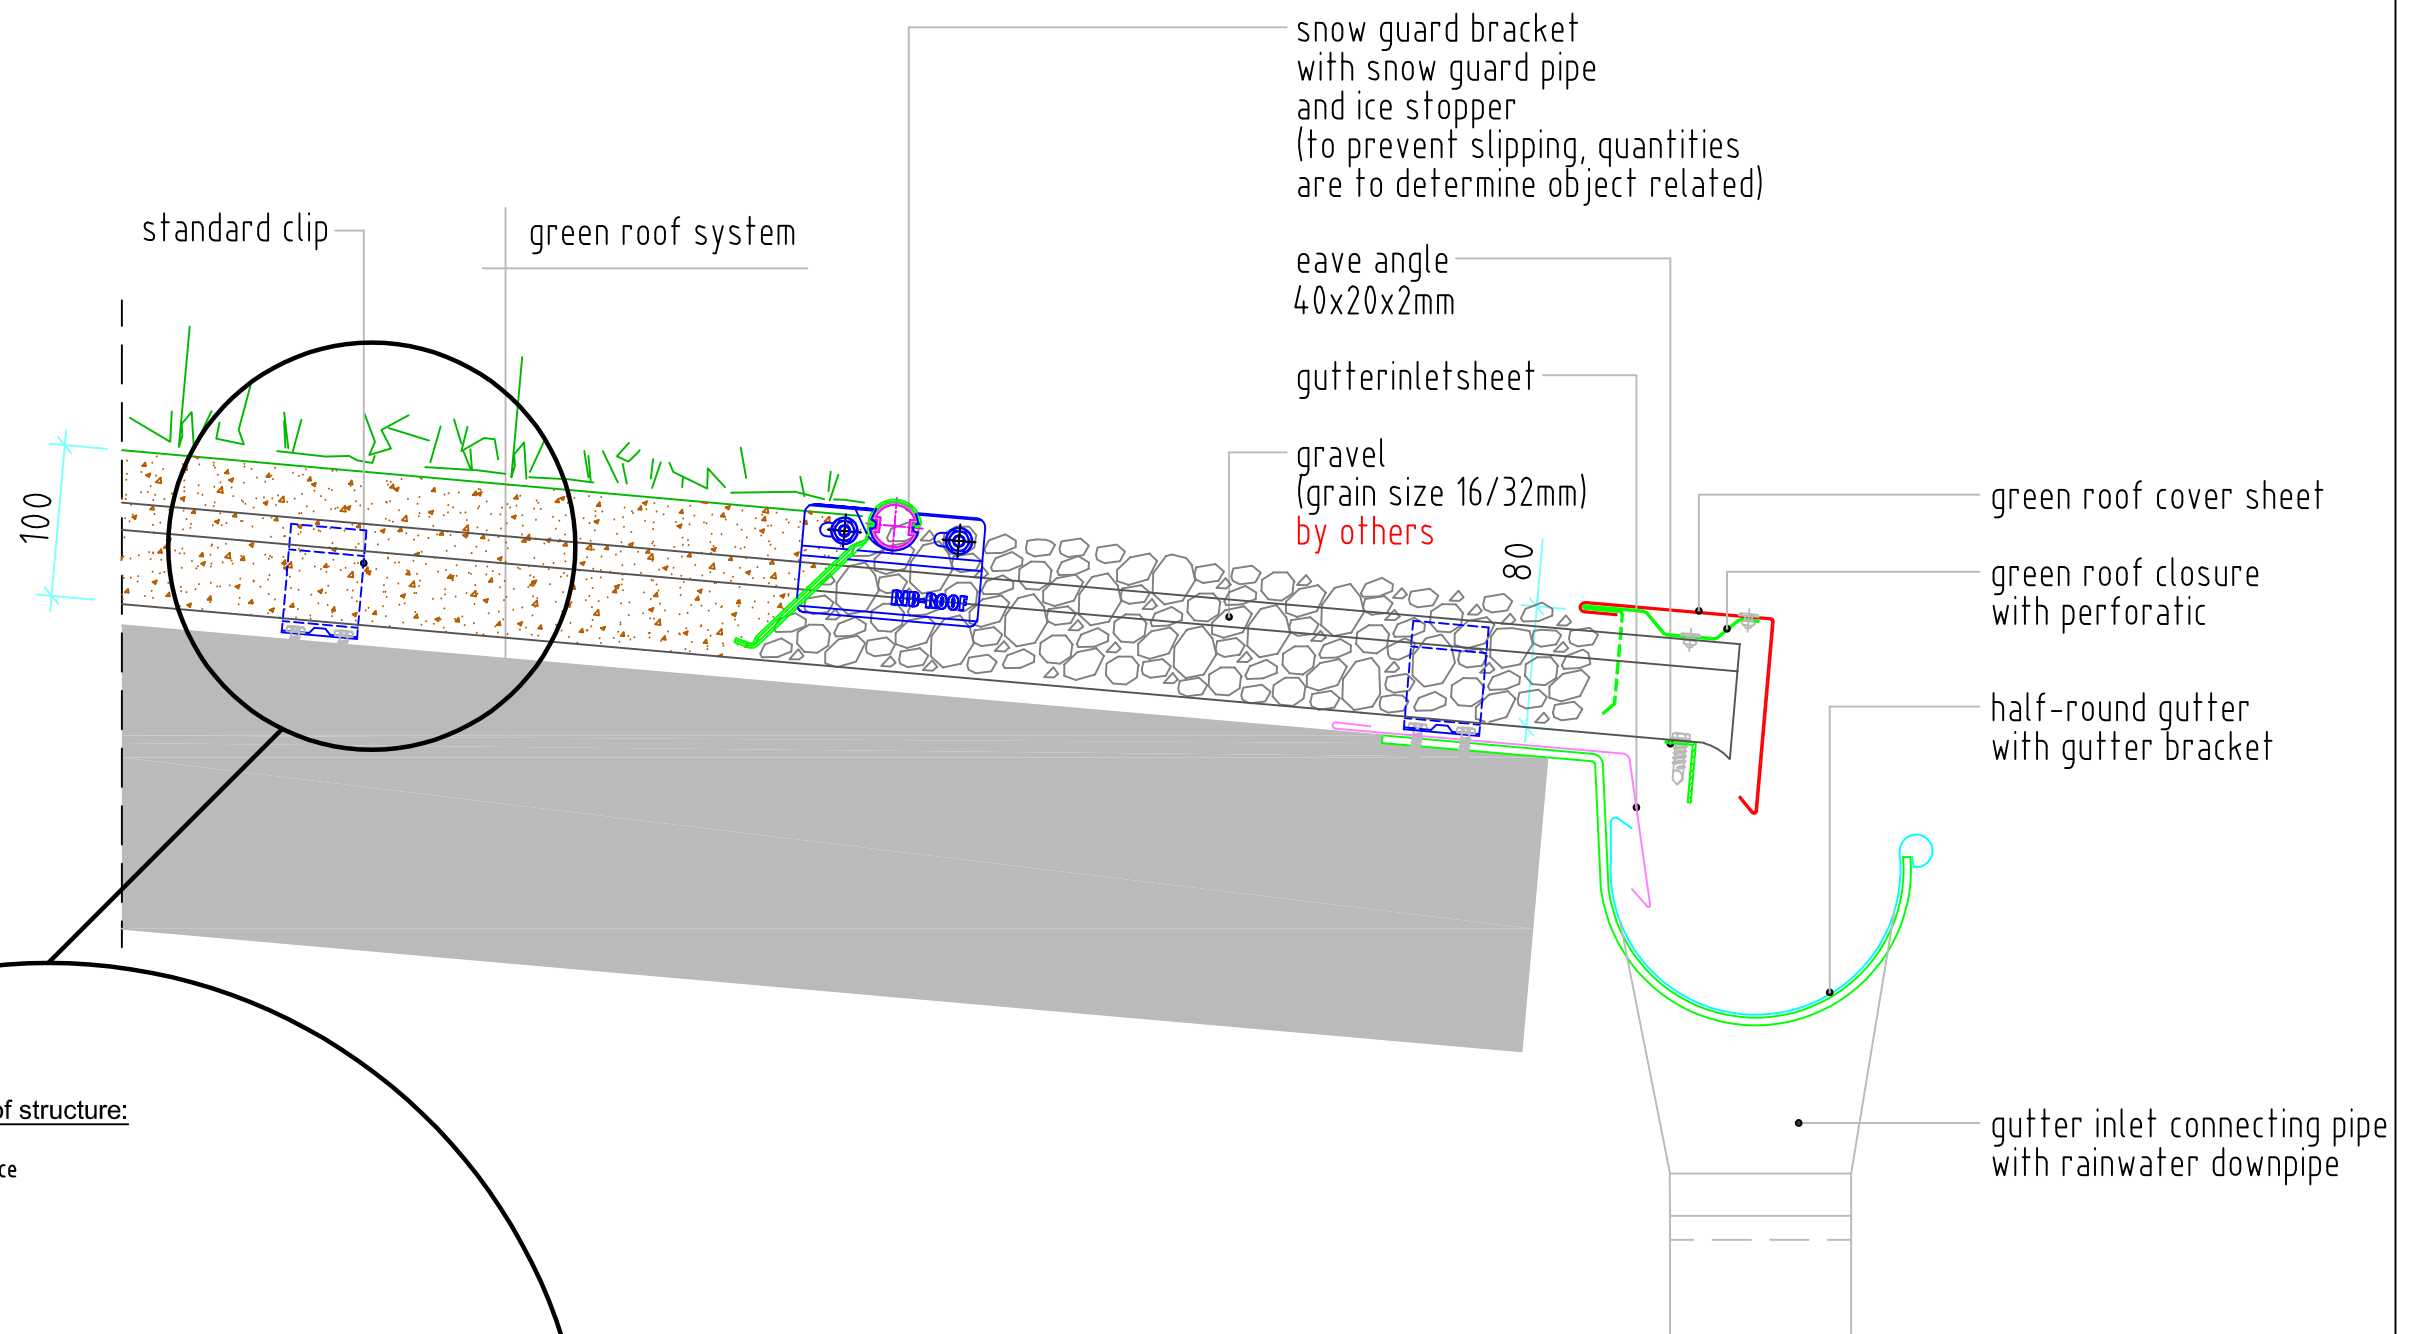 snow guard bracket
with snow guard pipe
and ice stopper
(to prevent slipping, quantities
are to determine object related)
standard clip
green roof system
eave angle
40x20x2mm
gutterinletsheet
gravel
(grain size 16/32mm)
by others
100
80
RIB-ROOF
green roof cover sheet
green roof closure
with perforatic
half-round gutter
with gutter bracket
gutter inlet connecting pipe
with rainwater downpipe
of structure:
ce